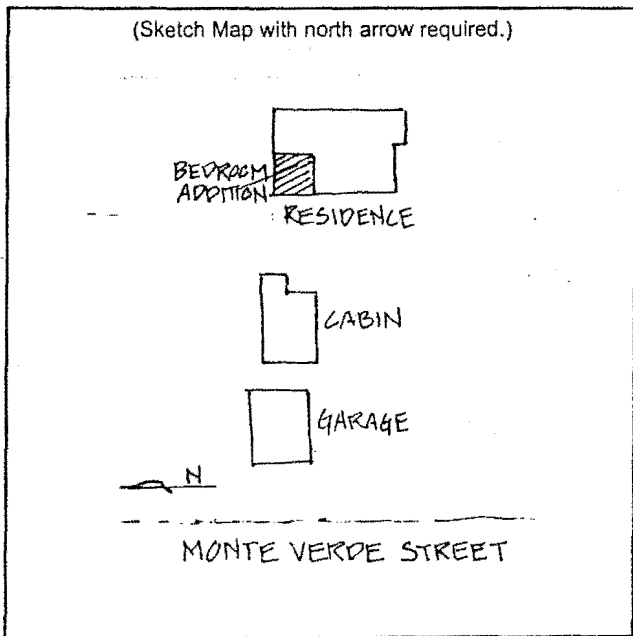 (Sketch Map with north arrow required.)
BEDROOM
ADDITION
RESIDENCE
CABIN
GARAGE
N
MONTE VERDE STREET